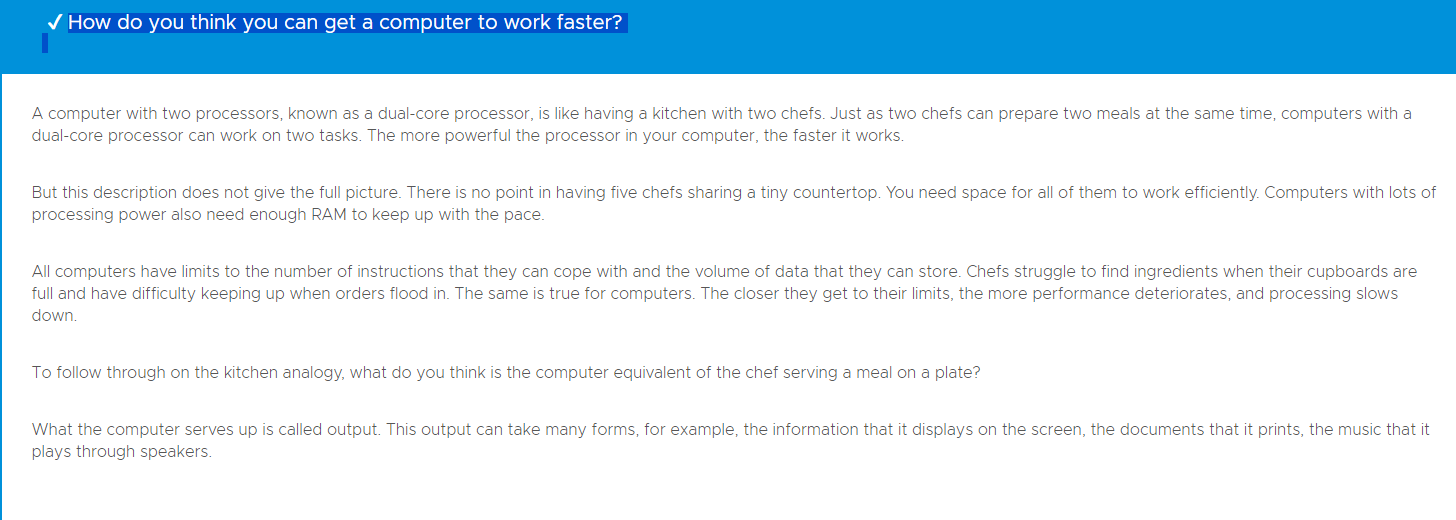 ✓ How do you think you can get a computer to work faster?
A computer with two processors, known as a dual-core processor, is like having a kitchen with two chefs. Just as two chefs can prepare two meals at the same time, computers with a
dual-core processor can work on two tasks. The more powerful the processor in your computer, the faster it works.
But this description does not give the full picture. There is no point in having five chefs sharing a tiny countertop. You need space for all of them to work efficiently. Computers with lots of
processing power also need enough RAM to keep up with the pace.
All computers have limits to the number of instructions that they can cope with and the volume of data that they can store. Chefs struggle to find ingredients when their cupboards are
full and have difficulty keeping up when orders flood in. The same is true for computers. The closer they get to their limits, the more performance deteriorates, and processing slows
down.
To follow through on the kitchen analogy, what do you think is the computer equivalent of the chef serving a meal on a plate?
What the computer serves up is called output. This output can take many forms, for example, the information that it displays on the screen, the documents that it prints, the music that it
plays through speakers.